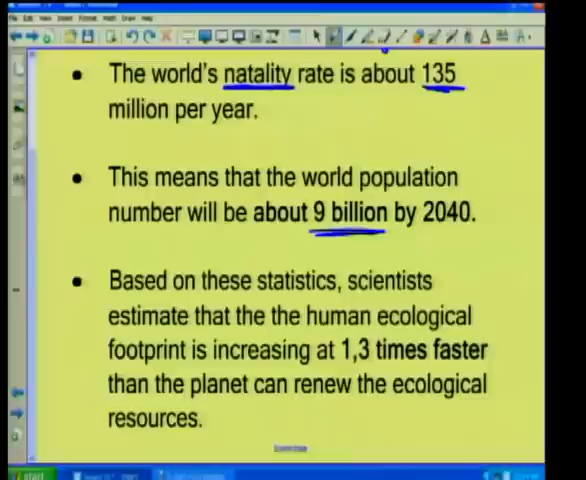 The world's natality rate is about 135
million per year.
This means that the world population
number will be about 9 billion by 2040.
Based on these statistics, scientists
estimate that the the human ecological
footprint is increasing at 1,3 times faster
than the planet can renew the ecological
resources.
start